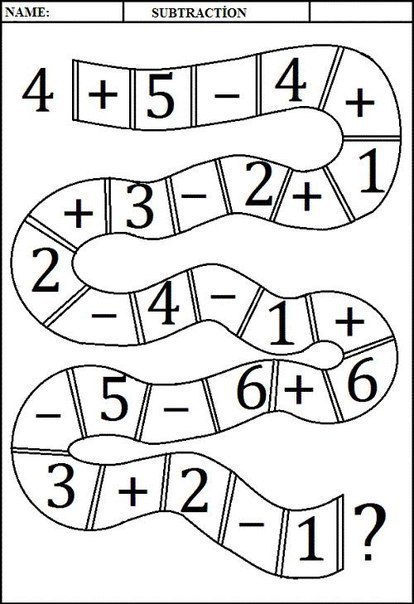 NAME: SUBTRACTİON
4 + 5 − 4 +
+ 3 − 2 + 1
2
− 4 − 1 +
− 5 − 6 + 6
3 + 2 − 1 ?